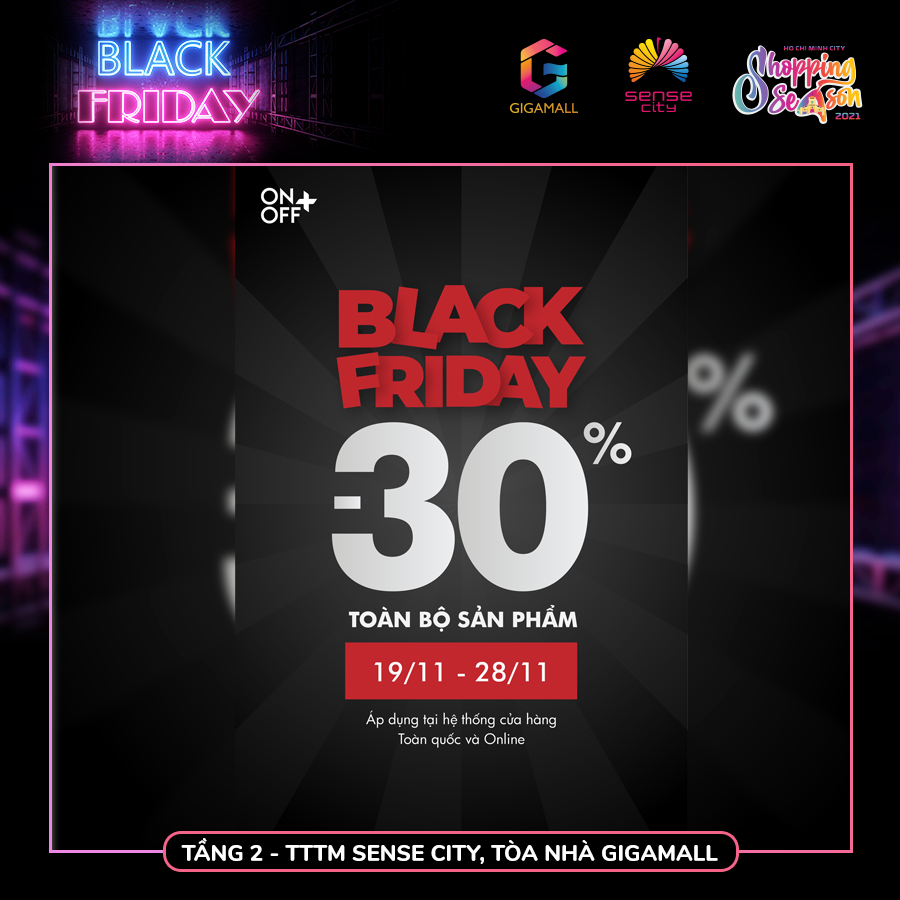 BLACK
FRIDAY
GIGAMALL
sense
city
HO CHI MINH CITY
Shopping
Season
2021
ON
OFF
BLACK
FRIDAY
-30%
TOÀN BỘ SẢN PHẨM
19/11 - 28/11
Áp dụng tại hệ thống cửa hàng
Toàn quốc và Online
%
TẦNG 2 - TTTM SENSE CITY, TÒA NHÀ GIGAMALL